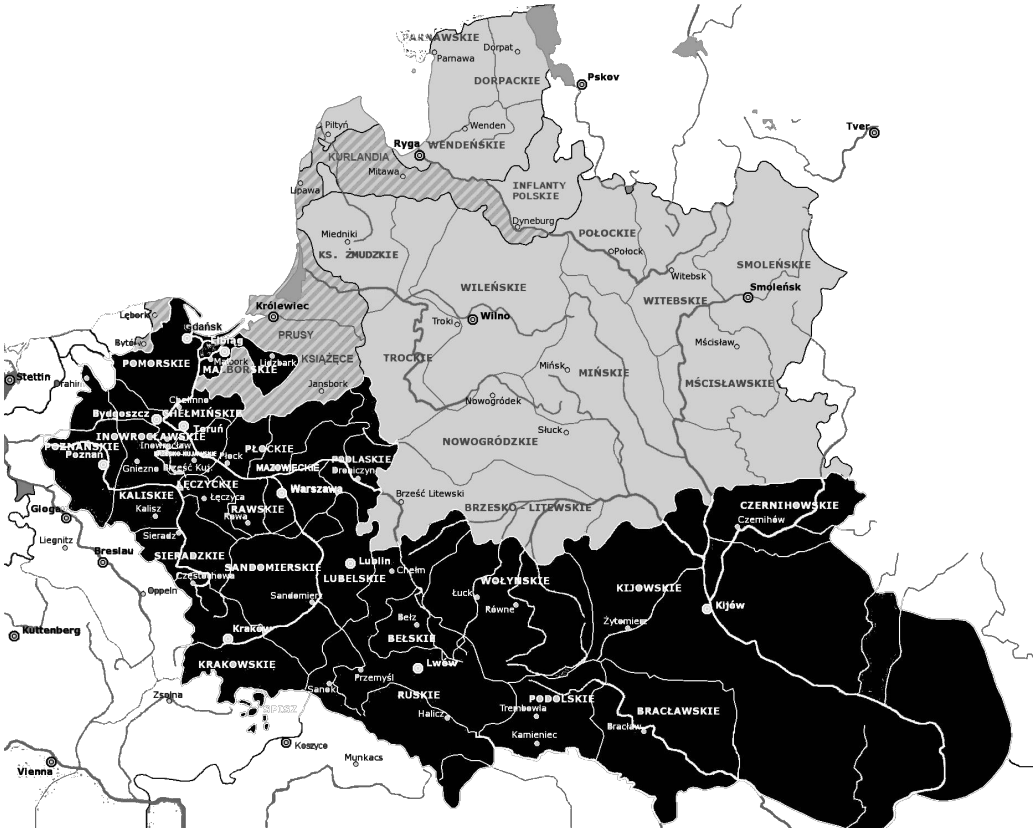 PARNAWSKIE
Dorpat
Parnawa
Pskov
DORPACKIE
Tver
Piltyń
Wenden
Ryga
WENDEŃSKIE
KURLANDIA
Mitawa
Lipawa
INFLANTY
POLSKIE
Dyneburg
Miedniki
POŁOCKIE
Połock
KS. ŻMUDZKIE
SMOLEŃSKIE
Witebsk
WILEŃSKIE
Smoleńsk
WITEBSKIE
Królewiec
Lębork
Troki
Wilno
Gdańsk
PRUSY
Elbląg
Mścisław
KSIĄŻĘCE
TROCKIE
Malbork
Lidzbark
POMORSKIE
MALBORSKIE
Mińsk
MIŃSKIE
Stettin
MŚCISŁAWSKIE
Jansbork
Nowogródek
Chełmno
Bydgoszcz
CHEŁMIŃSKIE
Toruń
Słuck
INOWROCŁAWSKIE
NOWOGRÓDZKIE
POZNAŃSKIE
Inowrocław
PŁOCKIE
Poznań
BRZESKO-KUJAWSKIE
Płock
PODLASKIE
Gniezno
Brześć Kuj.
MAZOWIECKIE
Drohiczyn
ŁĘCZYCKIE
Warszawa
KALISKIE
Łęczyca
Brześć Litewski
CZERNIHOWSKIE
Kalisz
RAWSKIE
BRZESKO - LITEWSKIE
Rawa
Czernihów
Liegnitz
Sieradz
Breslau
SIERADZKIE
Lublin
SANDOMIERSKIE
Chełm
Częstochowa
LUBELSKIE
WOŁYŃSKIE
KIJOWSKIE
Oppeln
Łuck
Sandomierz
Równe
Kijów
Bełz
Żytomierz
Kuttenberg
Kraków
BEŁSKIE
KRAKOWSKIE
Lwów
Przemyśl
Sanok
RUSKIE
PODOLSKIE
SPISZ
Trembowla
BRACŁAWSKIE
Halicz
Bracław
Kamieniec
Koszyce
Munkacs
Vienna